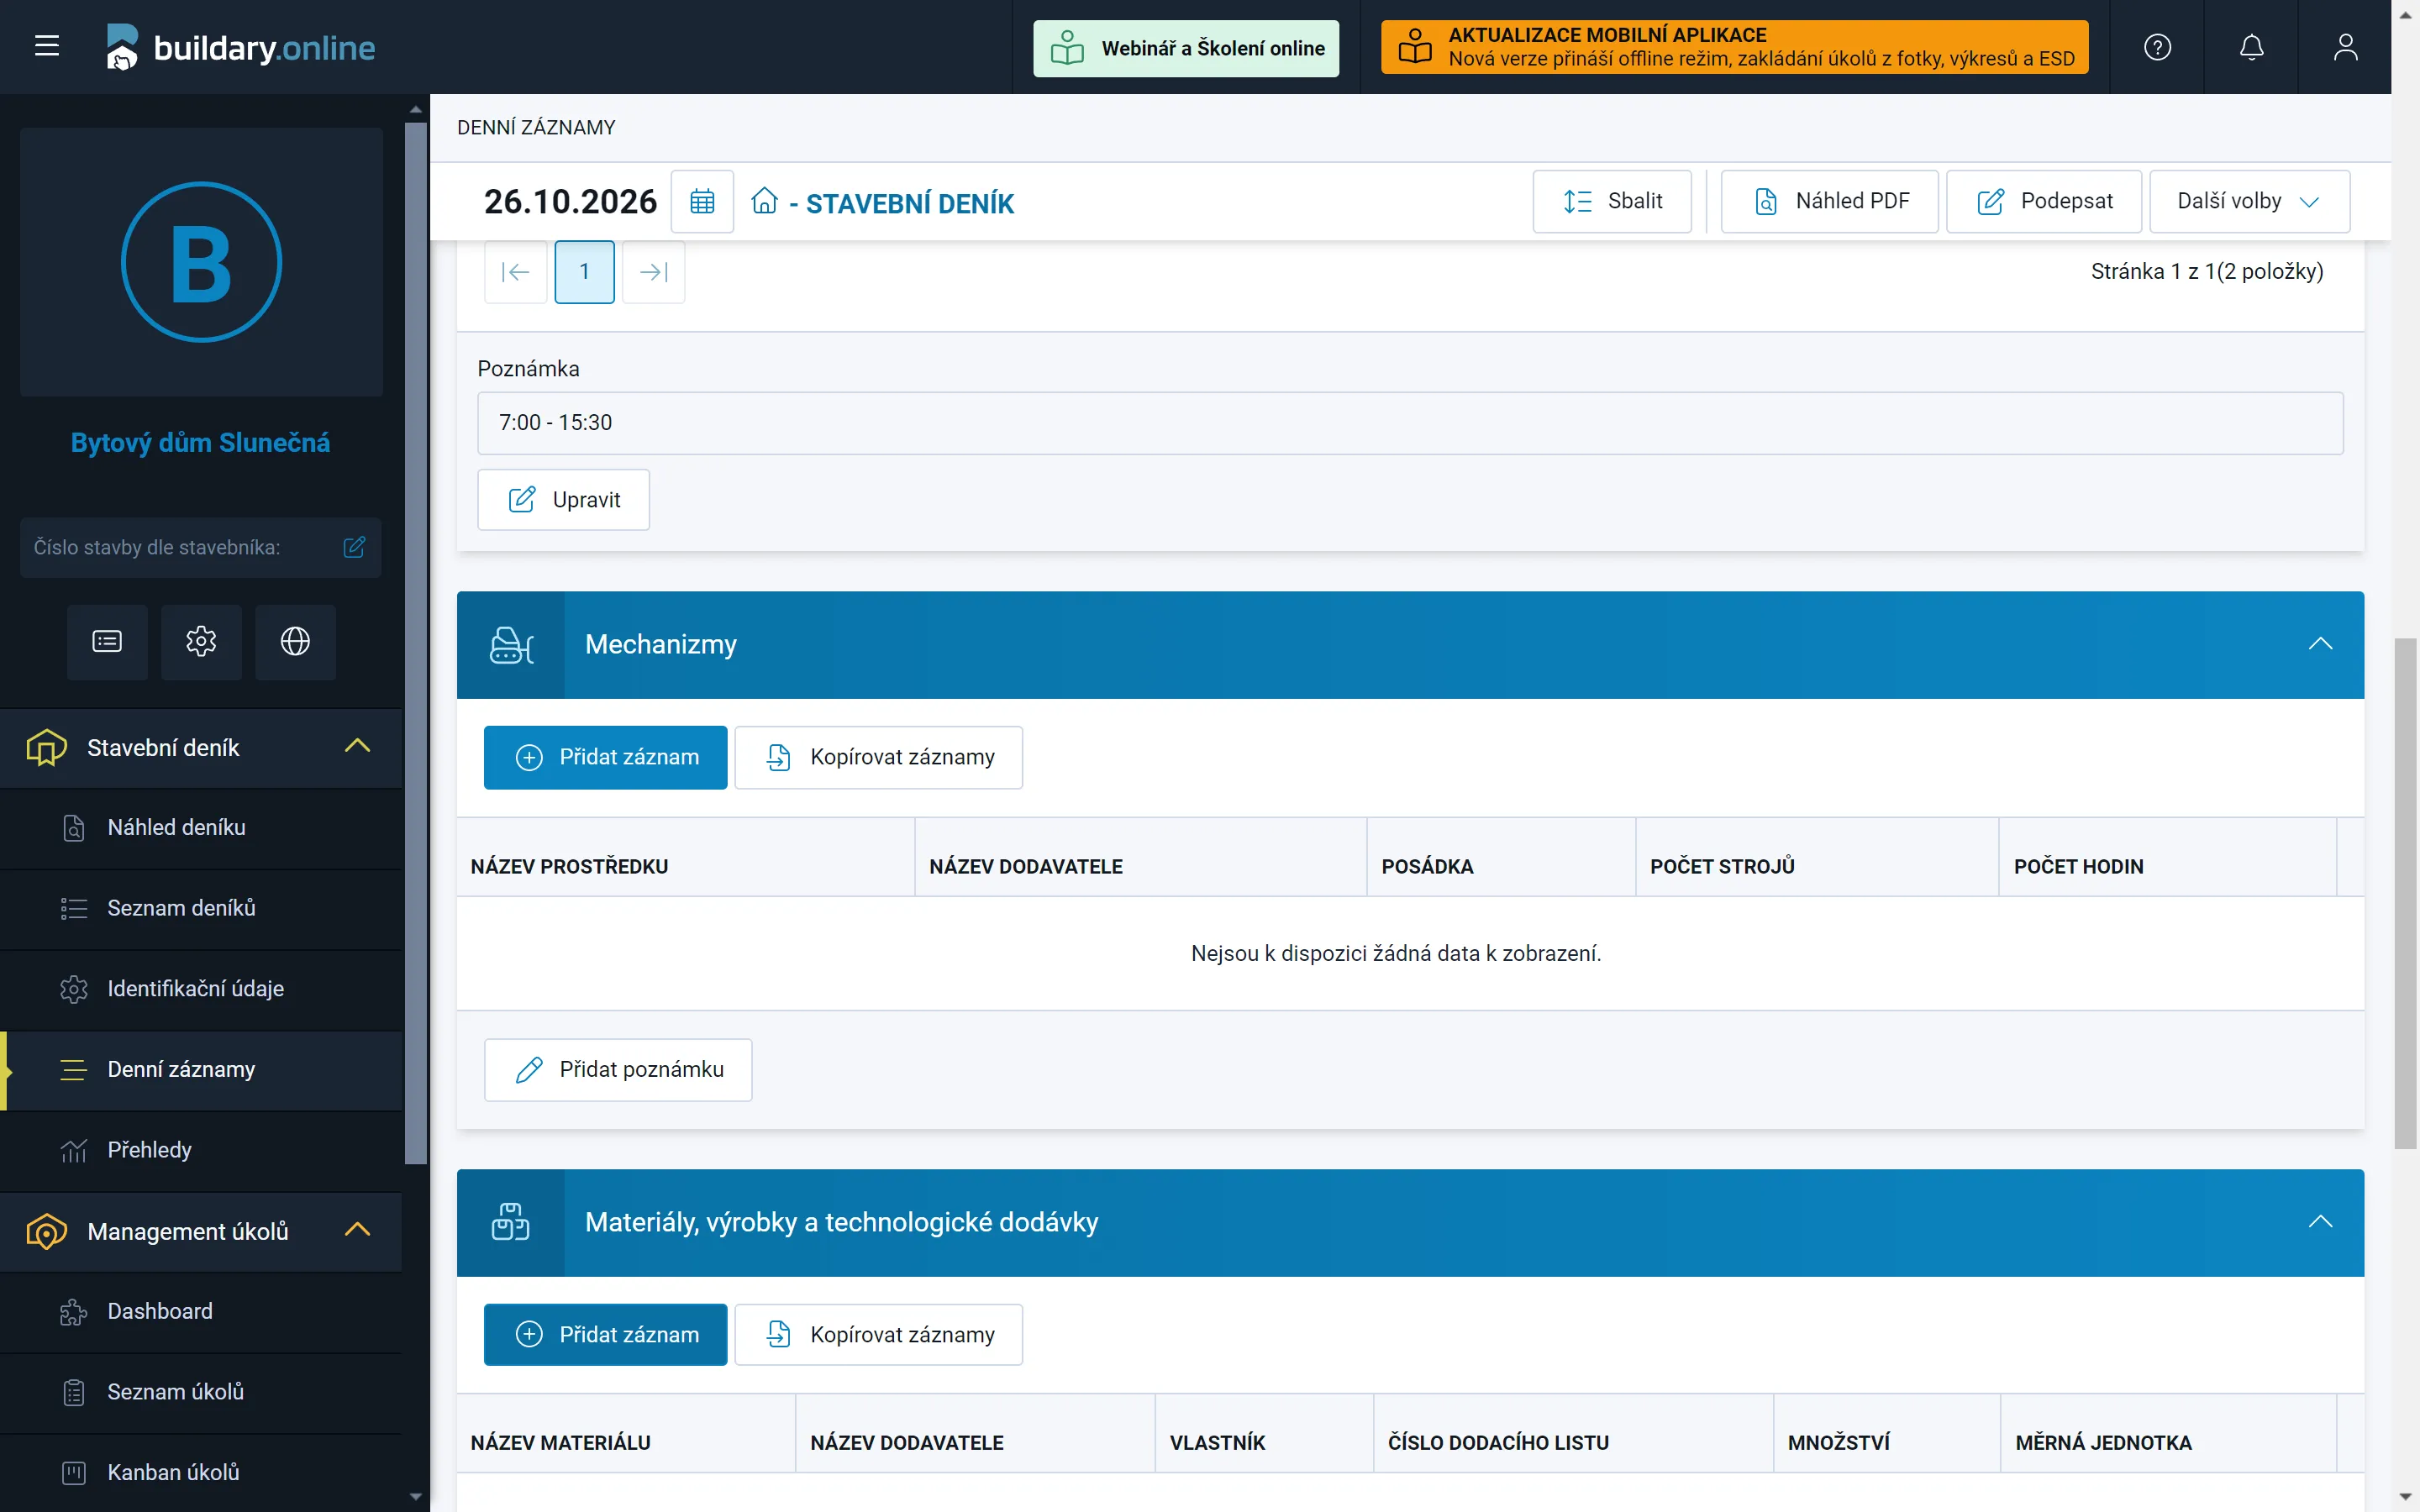 buildary.online
Webinář a Školení online
AKTUALIZACE MOBILNÍ APLIKACE
Nová verze přináší offline režim, zakládání úkolů z fotky, výkresů a ESD
B
Bytový dům Slunečná
Číslo stavby dle stavebníka:
Stavební deník
Náhled deníku
Seznam deníků
Identifikační údaje
Denní záznamy
Přehledy
Management úkolů
Dashboard
Seznam úkolů
Kanban úkolů
DENNÍ ZÁZNAMY
26.10.2026
- STAVEBNÍ DENÍK
Sbalit
Náhled PDF
Podepsat
Další volby
1
Stránka 1 z 1(2 položky)
Poznámka
7:00 - 15:30
Upravit
Mechanizmy
Přidat záznam
Kopírovat záznamy
NÁZEV PROSTŘEDKU
NÁZEV DODAVATELE
POSÁDKA
POČET STROJŮ
POČET HODIN
Nejsou k dispozici žádná data k zobrazení.
Přidat poznámku
Materiály, výrobky a technologické dodávky
Přidat záznam
Kopírovat záznamy
NÁZEV MATERIÁLU
NÁZEV DODAVATELE
VLASTNÍK
ČÍSLO DODACÍHO LISTU
MNOŽSTVÍ
MĚRNÁ JEDNOTKA